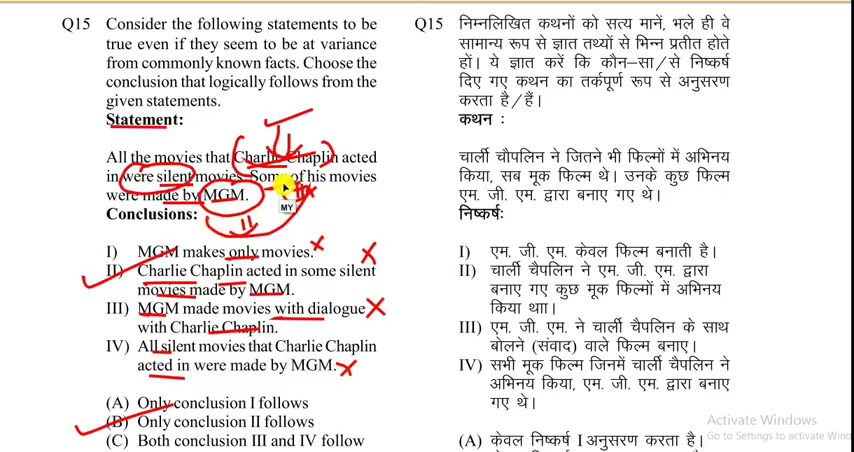 Q15 Consider the following statements to be
true even if they seem to be at variance
from commonly known facts. Choose the
conclusion that logically follows from the
given statements.
Statement:
All the movies that Charlie Chaplin acted
in were silent movies. Some of his movies
were made by MGM.
MY
Conclusions:
I) MGM makes only movies.
II) Charlie Chaplin acted in some silent
movies made by MGM.
III) MGM made movies with dialogue
with Charlie Chaplin.
IV) All silent movies that Charlie Chaplin
acted in were made by MGM.
(A) Only conclusion I follows
(B) Only conclusion II follows
(C) Both conclusion III and IV follow
Q15 निम्नलिखित कथनों को सत्य मानें, भले ही वे
सामान्य रूप से ज्ञात तथ्यों से भिन्न प्रतीत होते
हों। ये ज्ञात करें कि कौन–सा/से निष्कर्ष
दिए गए कथन का तर्कपूर्ण रूप से अनुसरण
करता है/हैं।
कथन :
चार्ली चौपलिन ने जितने भी फिल्मों में अभिनय
किया, सब मूक फिल्म थे। उनके कुछ फिल्म
एम. जी. एम. द्वारा बनाए गए थे।
निष्कर्षः
I) एम. जी. एम. केवल फिल्म बनाती है।
II) चार्ली चैपलिन ने एम. जी. एम. द्वारा
बनाए गए कुछ मूक फिल्मों में अभिनय
किया थाा।
III) एम. जी. एम. ने चार्ली चैपलिन के साथ
बोलने (संवाद) वाले फिल्म बनाए।
IV) सभी मूक फिल्म जिनमें चार्ली चैपलिन ने
अभिनय किया, एम. जी. एम. द्वारा बनाए
गए थे।
(A) केवल निष्कर्ष I अनुसरण करता है।
Activate Windows
Go to Settings to activate Wind